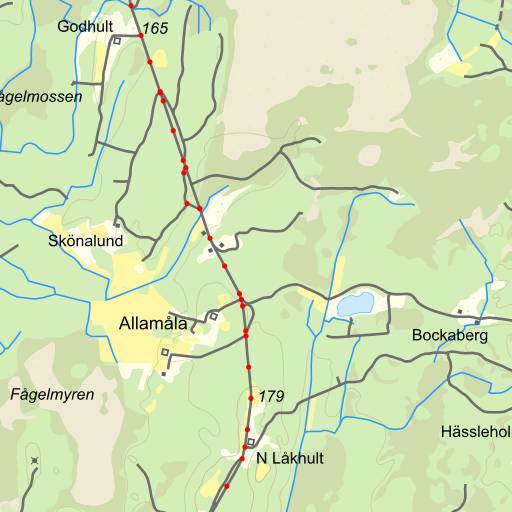 Godhult
165
ågelmossen
Skönalund
Allamåla
Bockaberg
Fågelmyren
179
Hässlehol
N Låkhult